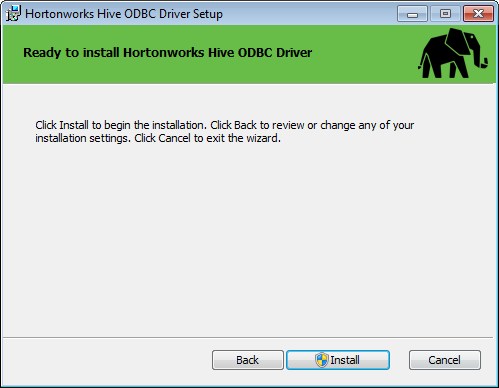 Hortonworks Hive ODBC Driver Setup
Ready to install Hortonworks Hive ODBC Driver
Click Install to begin the installation. Click Back to review or change any of your
installation settings. Click Cancel to exit the wizard.
Back Install Cancel